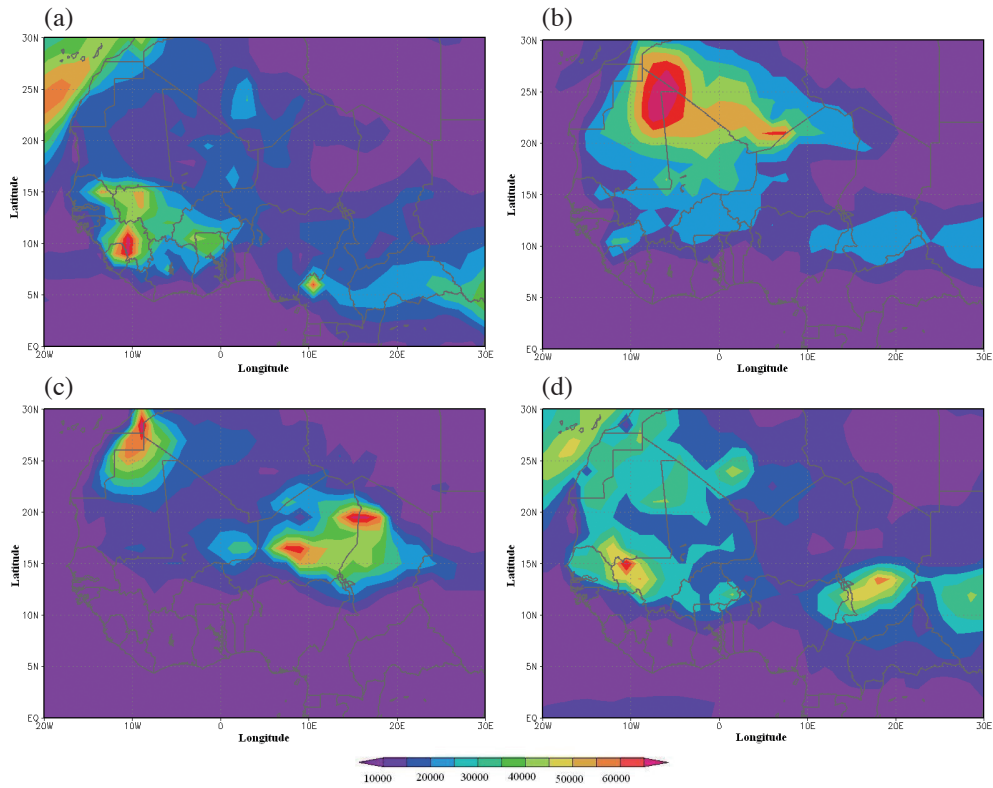 (a)
30N
25N
20N
15N
10N
5N
EQ
Latitude
20W
10W
0
10E
20E
30E
Longitude
(b)
30N
25N
20N
15N
10N
5N
EQ
Latitude
20W
10W
0
10E
20E
30E
Longitude
(c)
30N
25N
20N
15N
10N
5N
EQ
Latitude
20W
10W
0
10E
20E
30E
Longitude
(d)
30N
25N
20N
15N
10N
5N
EQ
Latitude
20W
10W
0
10E
20E
30E
Longitude
10000 20000 30000 40000 50000 60000